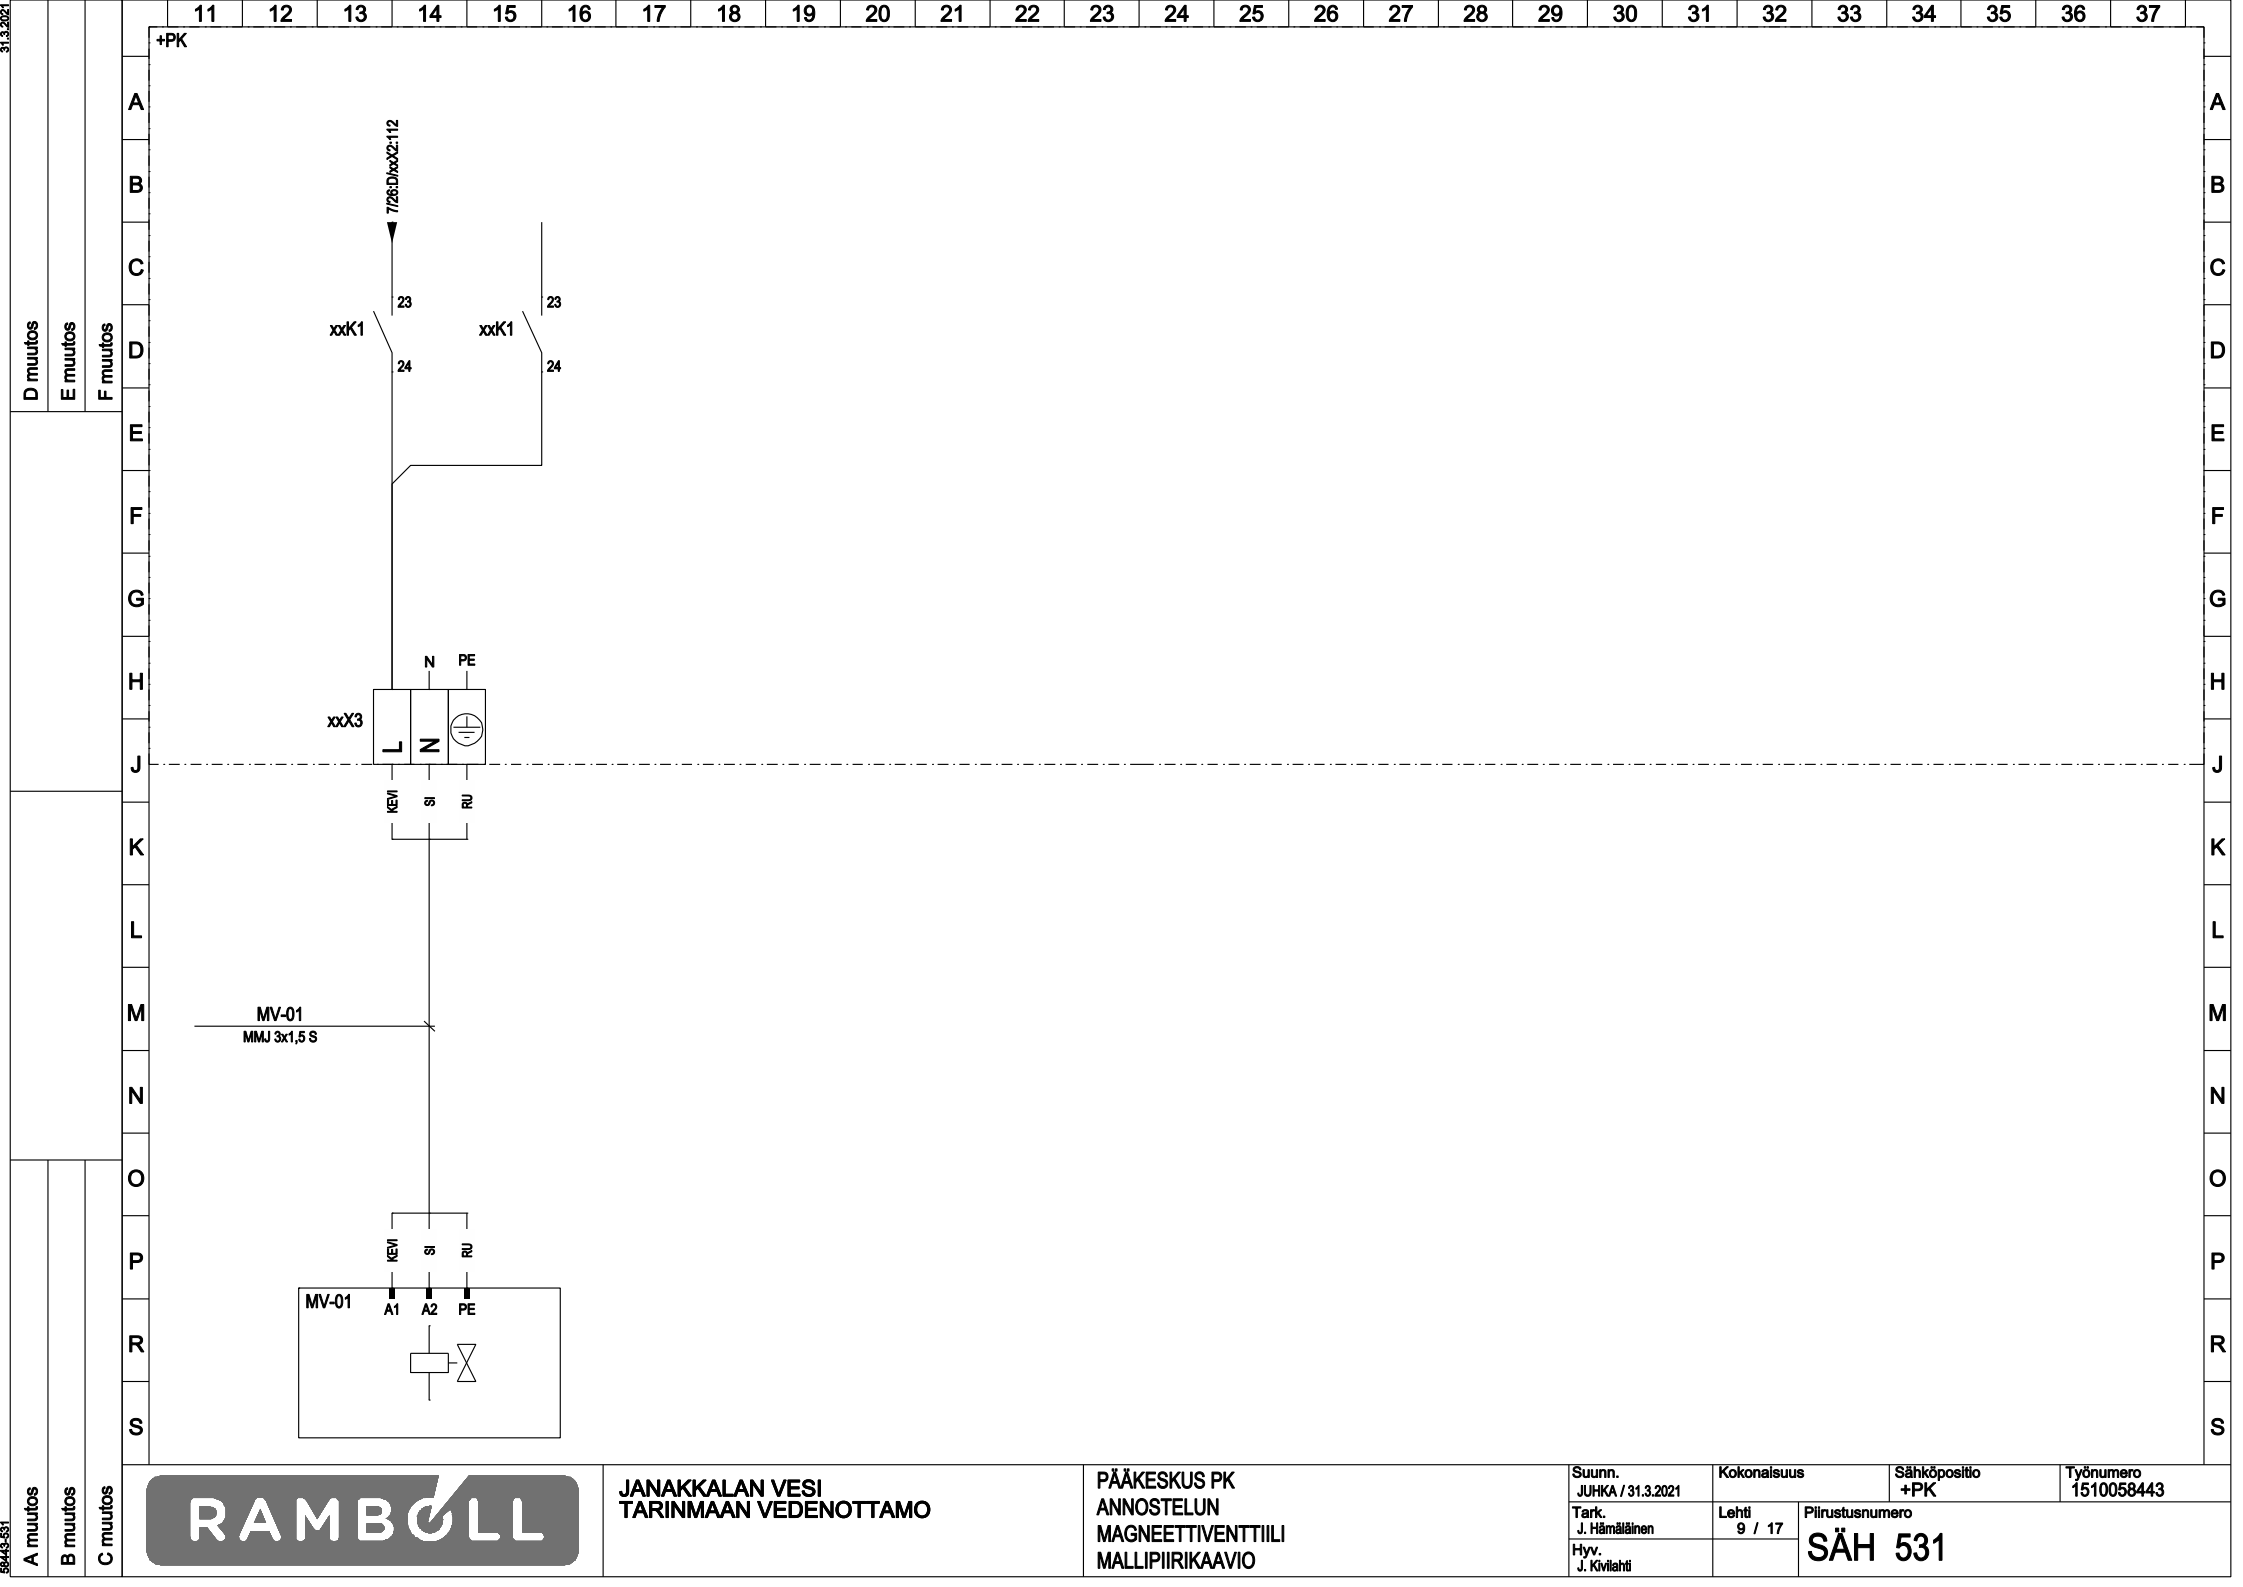 11 12 13 14 15 16 17 18 19 20 21 22 23 24 25 26 27 28 29 30 31 32 33 34 35 36 37
31.3.2021
+PK
A A
B B
C C
D D
E E
F F
G G
H H
J J
K K
L L
M M
N N
O O
P P
R R
S S
D muutos
E muutos
F muutos
7/26:D/xxX2:112
23 23
xxK1 xxK1
24 24
N PE
xxX3
L N
KEVI SI RU
MV-01
MMJ 3x1,5 S
KEVI SI RU
MV-01 A1 A2 PE
A muutos
B muutos
C muutos
58443-531
RAMBOLL
JANAKKALAN VESI
TARINMAAN VEDENOTTAMO
PÄÄKESKUS PK
ANNOSTELUN
MAGNEETTIVENTTIILI
MALLIPIIRIKAAVIO
Suunn.
JUHKA / 31.3.2021
Tark.
J. Hämäläinen
Hyv.
J. Kivilahti
Kokonaisuus
Lehti
9 / 17
Sähköpositio
+PK
Työnumero
1510058443
Piirustusnumero
SÄH 531